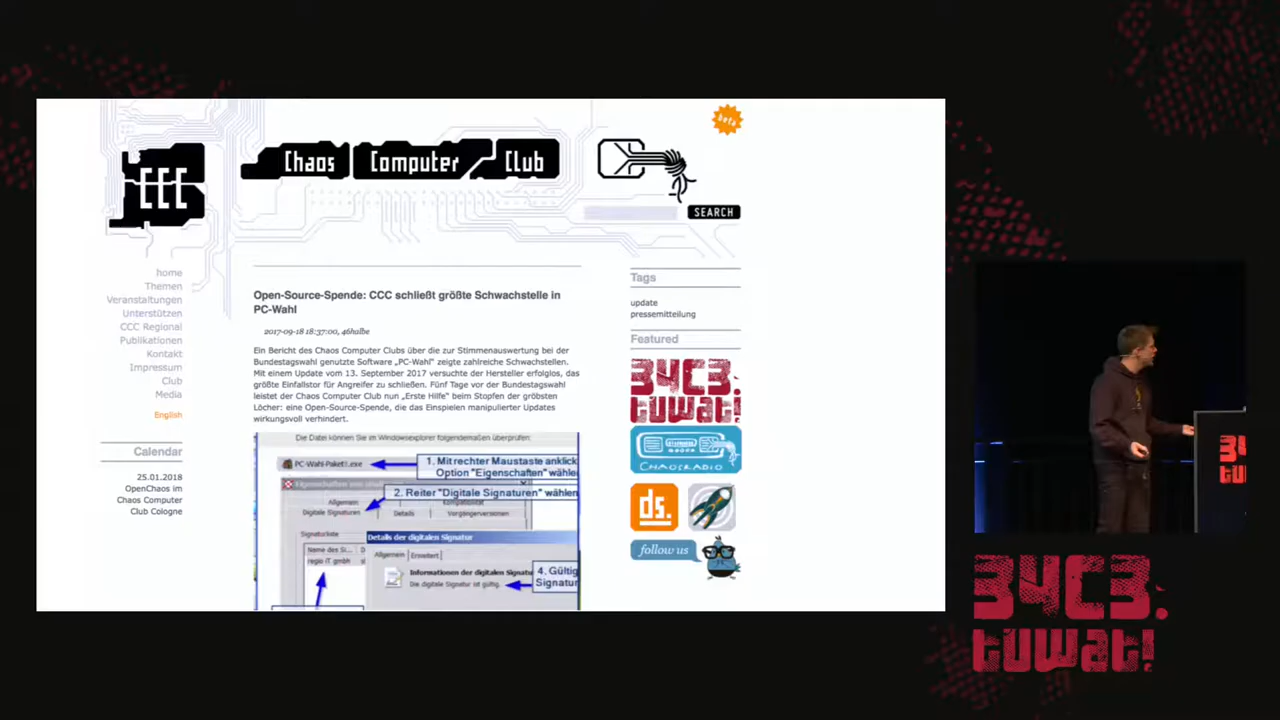 beta
CCC
Chaos Computer Club
SEARCH
home
Themen
Veranstaltungen
Unterstützen
CCC Regional
Publikationen
Kontakt
Impressum
Club
Media
English
Calendar
25.01.2018
OpenChaos im
Chaos Computer
Club Cologne
Open-Source-Spende: CCC schließt größte Schwachstelle in
PC-Wahl
2017-09-18 18:37:00, 46halbe
Ein Bericht des Chaos Computer Clubs über die zur Stimmenauswertung bei der
Bundestagswahl genutzte Software „PC-Wahl“ zeigte zahlreiche Schwachstellen.
Mit einem Update vom 13. September 2017 versuchte der Hersteller erfolglos, das
größte Einfallstor für Angreifer zu schließen. Fünf Tage vor der Bundestagswahl
leistet der Chaos Computer Club nun „Erste Hilfe“ beim Stopfen der gröbsten
Löcher: eine Open-Source-Spende, die das Einspielen manipulierter Updates
wirkungsvoll verhindert.
Die Datei können Sie im Windowsexplorer folgendermaßen überprüfen:
1. Mit rechter Maustaste anklick
Option "Eigenschaften" wähle
2. Reiter "Digitale Signaturen" wählen
Allgemein
Digitale Signaturen
Details
Vorgängerversionen
Signaturliste
Details der digitalen Signatur
Name des Si...
regio iT gmbh
Allgemein
Erweitert
Informationen der digitalen Signatu
Die digitale Signatur ist gültig.
4. Gültig
Signatur
Tags
update
pressemitteilung
Featured
34C3.
tuwat!
CHAOSRADIO
ds.
follow us
34C3.
tuwat!